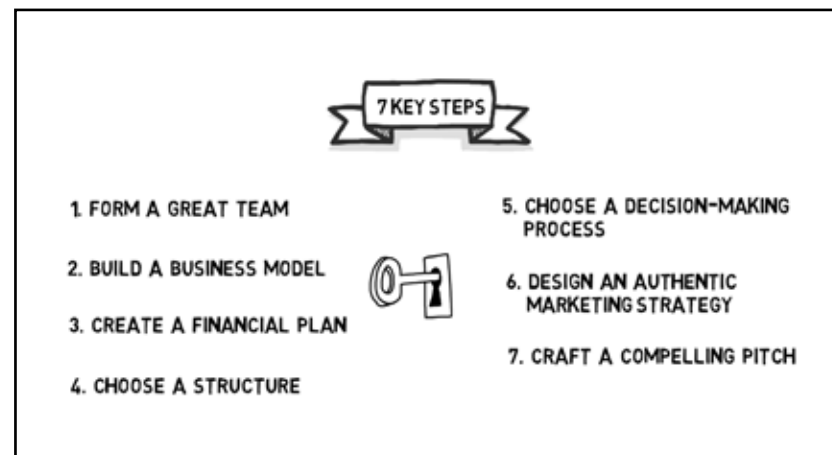 7 KEY STEPS
1. FORM A GREAT TEAM
2. BUILD A BUSINESS MODEL
3. CREATE A FINANCIAL PLAN
4. CHOOSE A STRUCTURE
5. CHOOSE A DECISION-MAKING
PROCESS
6. DESIGN AN AUTHENTIC
MARKETING STRATEGY
7. CRAFT A COMPELLING PITCH